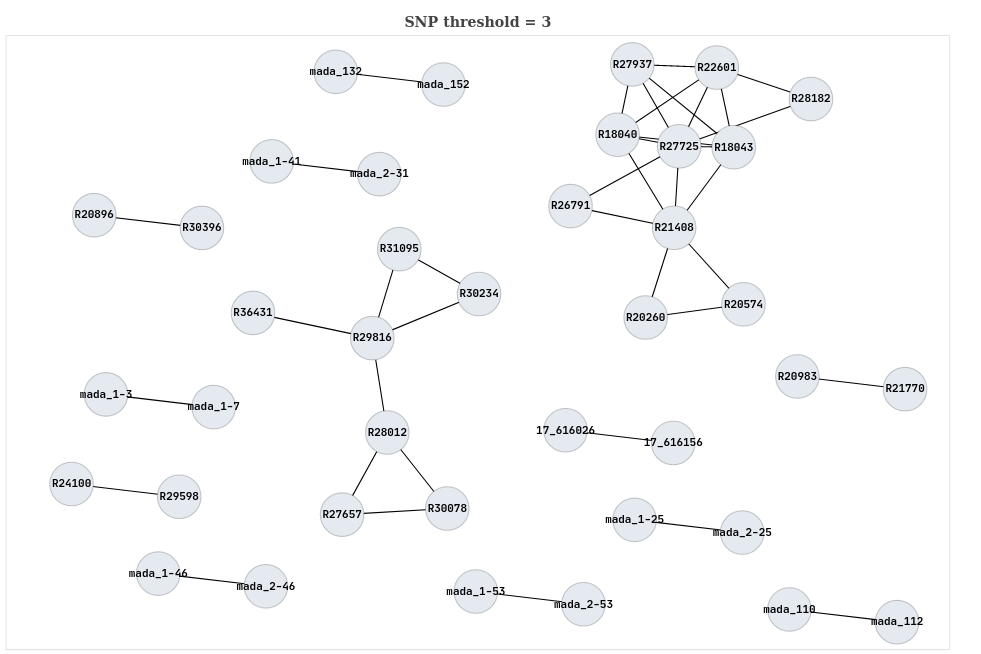 SNP threshold = 3
R27937
R22601
mada_132
mada_152
R28182
R18040
R27725
R18043
mada_1-41
mada_2-31
R26791
R20896
R30396
R21408
R31095
R30234
R36431
R29816
R20260
R20574
R20983
R21770
mada_1-3
mada_1-7
R28012
17_616026
17_616156
R24100
R29598
R27657
R30078
mada_1-25
mada_2-25
mada_1-46
mada_2-46
mada_1-53
mada_2-53
mada_110
mada_112